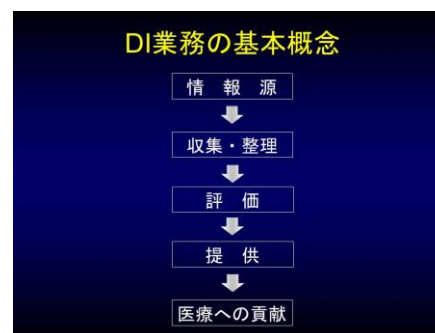 DI業務の基本概念
情 報 源
収集・整理
評 価
提 供
医療への貢献